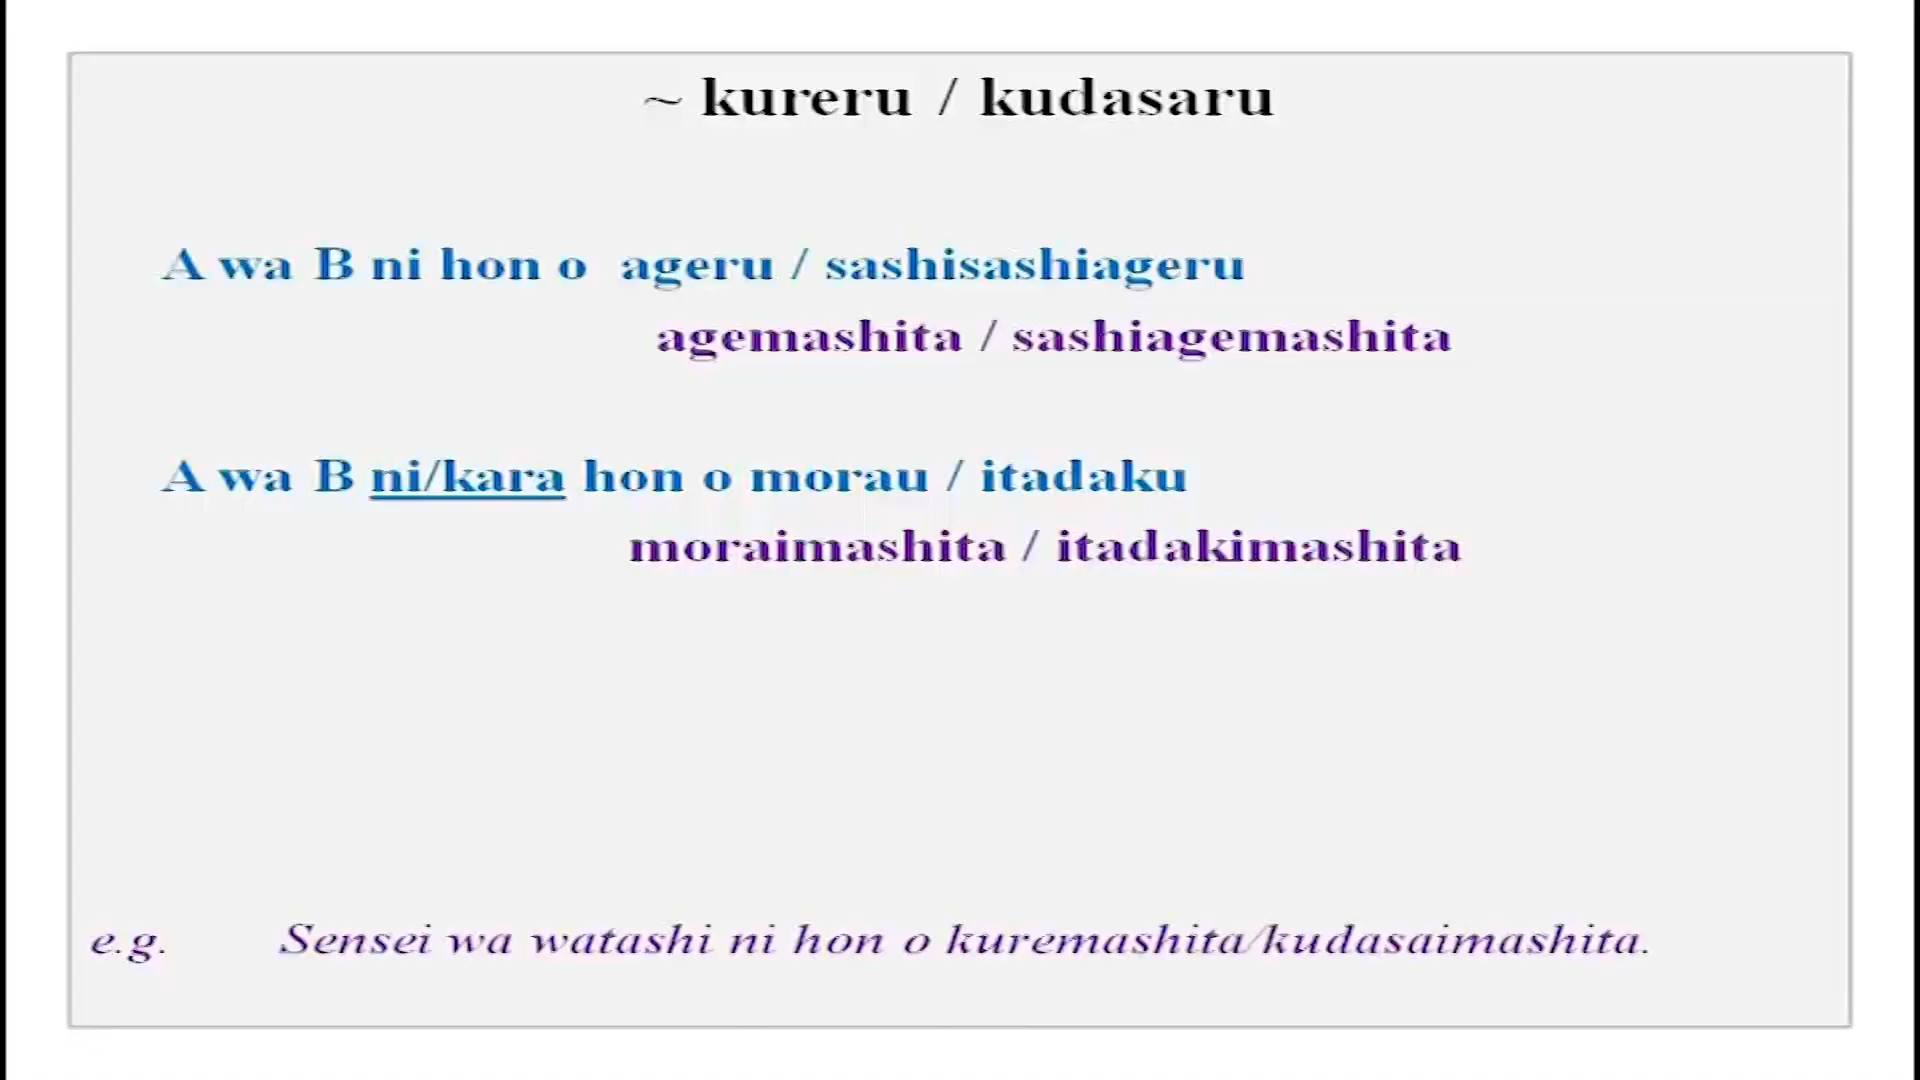 ~ kureru / kudasaru
A wa B ni hon o ageru / sashisashiageru
agemashita / sashiagemashita
A wa B ni/kara hon o morau / itadaku
moraimashita / itadakimashita
e.g. Sensei wa watashi ni hon o kuremashita/kudasaimashita.